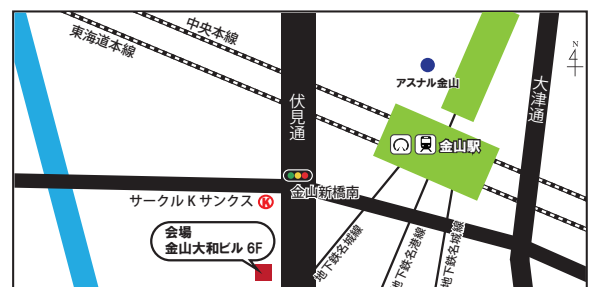 中央本線
東海道本線
N
アスナル金山
大津通
伏見通
金山駅
金山新橋南
サークル K サンクス K
会場
金山大和ビル 6F
地下鉄名城線
地下鉄名港線
地下鉄名城線